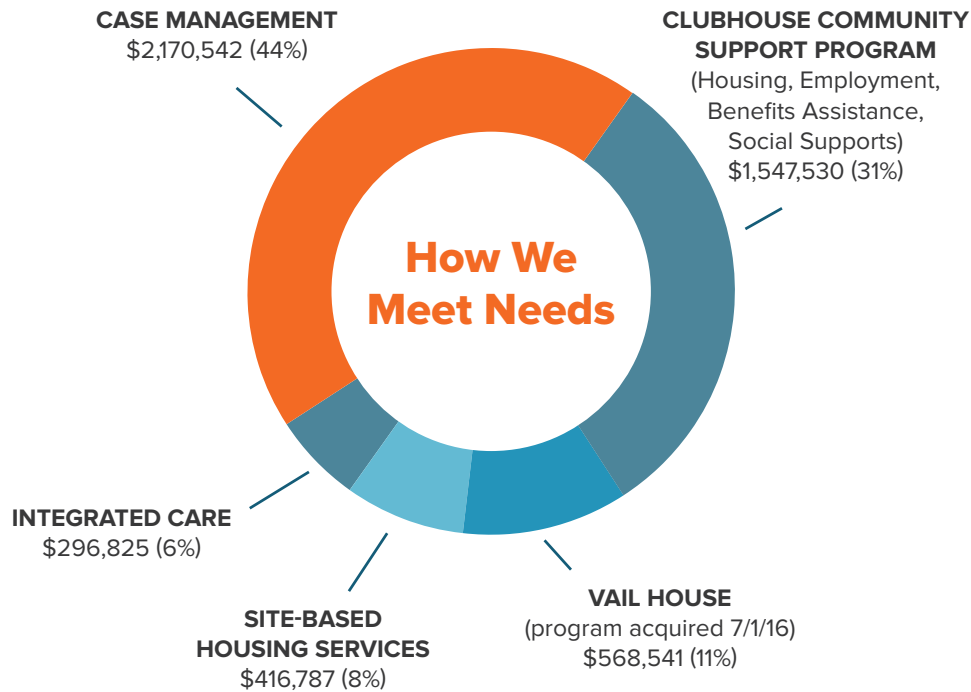 CASE MANAGEMENT
$2,170,542 (44%)
CLUBHOUSE COMMUNITY
SUPPORT PROGRAM
(Housing, Employment,
Benefits Assistance,
Social Supports)
$1,547,530 (31%)
How We
Meet Needs
INTEGRATED CARE
$296,825 (6%)
SITE-BASED
HOUSING SERVICES
$416,787 (8%)
VAIL HOUSE
(program acquired 7/1/16)
$568,541 (11%)